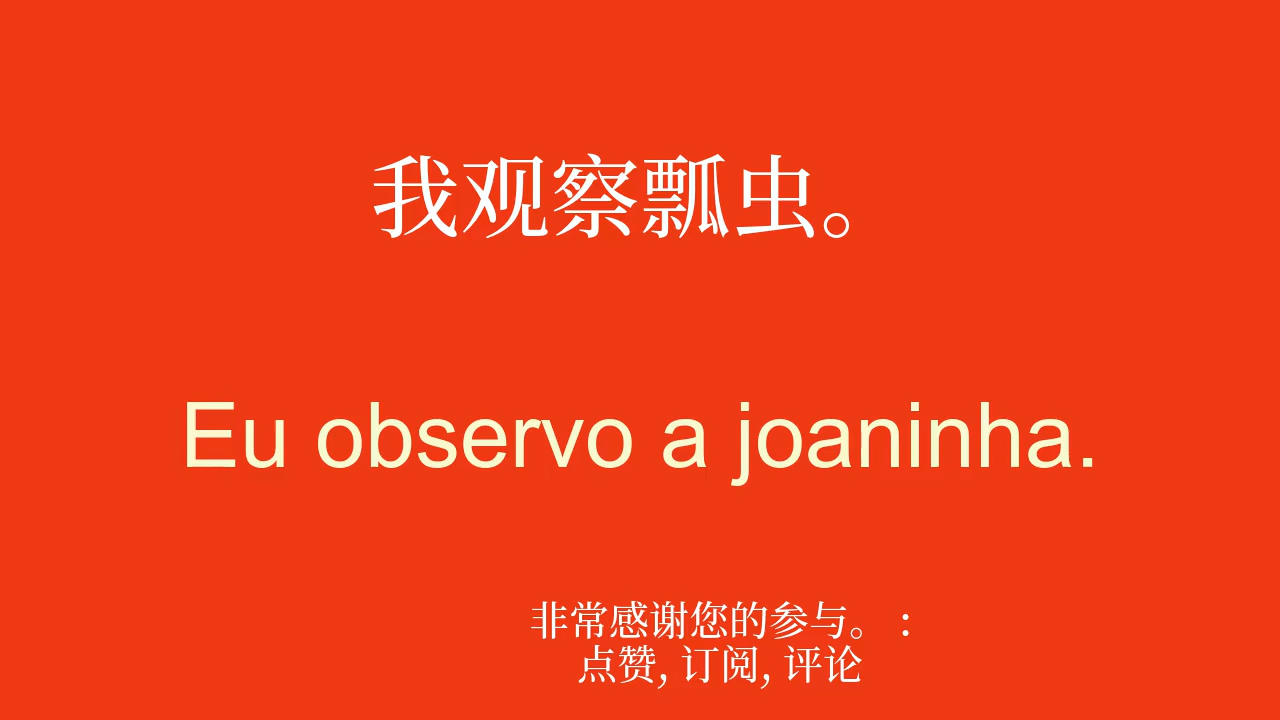 我观察瓢虫。
Eu observo a joaninha.
非常感谢您的参与。 :
点赞, 订阅, 评论